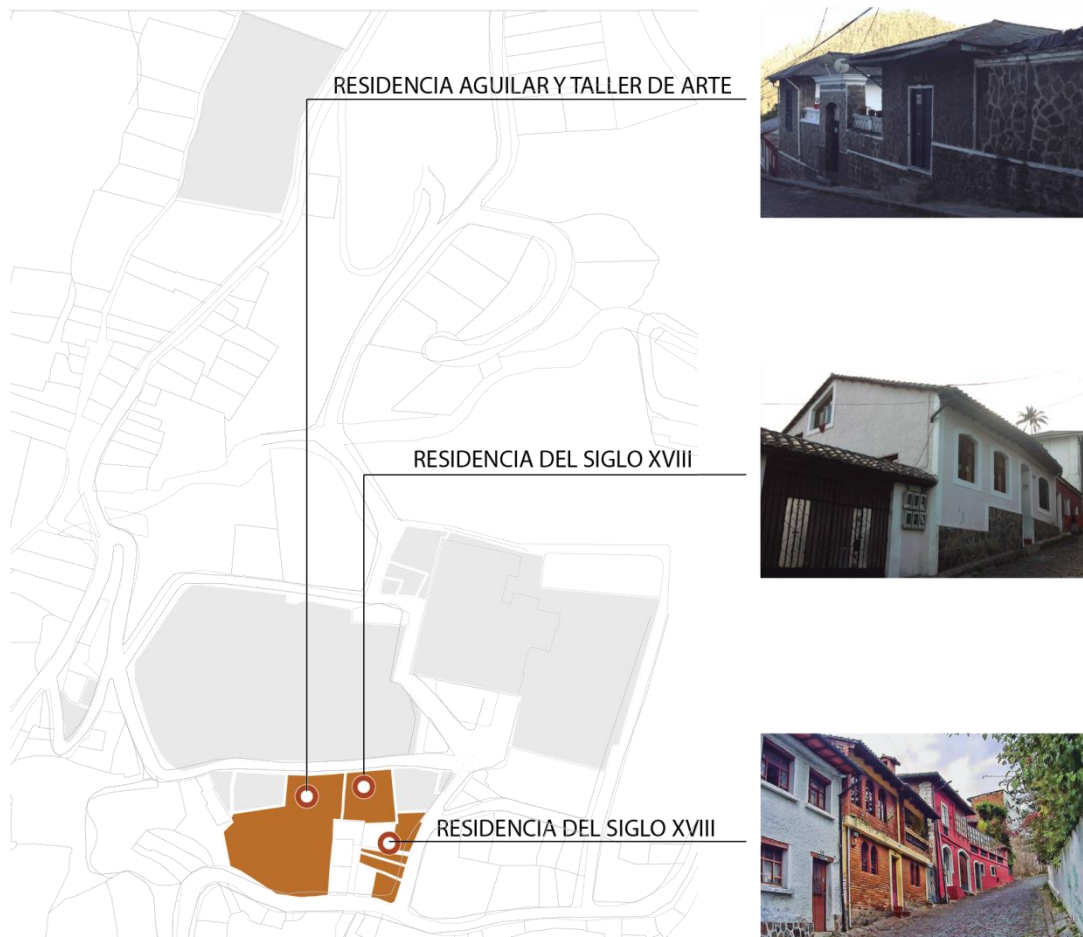 RESIDENCIA AGUILAR Y TALLER DE ARTE
RESIDENCIA DEL SIGLO XVIII
RESIDENCIA DEL SIGLO XVIII